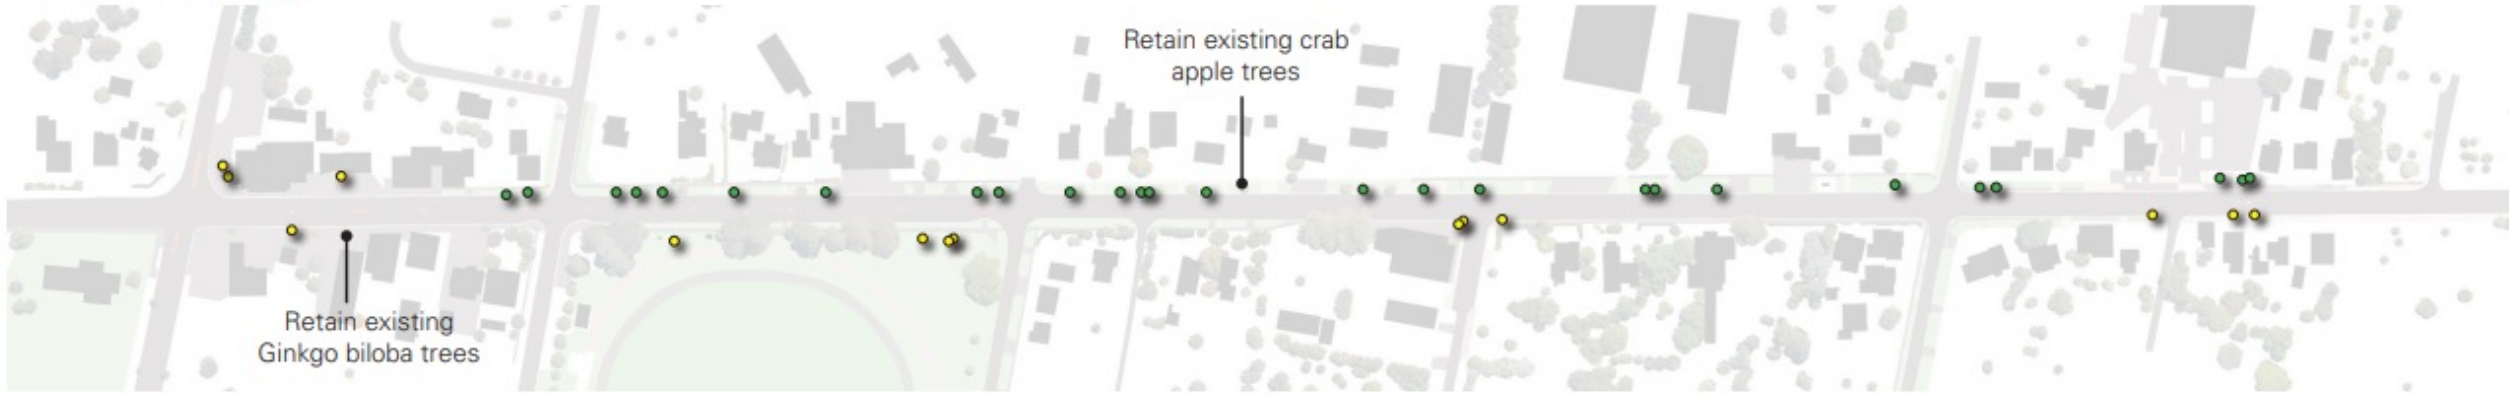 Retain existing crab
apple trees
Retain existing
Ginkgo biloba trees